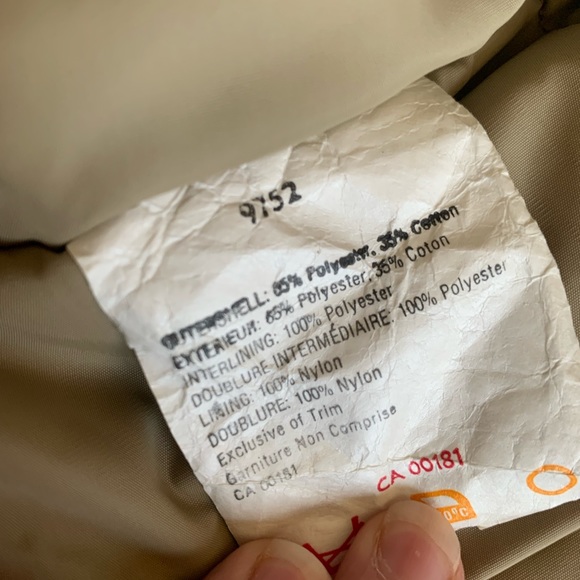 9752
OUTERSHELL: 65% Polyester, 35% Cotton
EXTERIEUR: 65% Polyester, 35% Coton
INTERLINING: 100% Polyester
DOUBLURE INTERMÉDIAIRE: 100% Polyester
LINING: 100% Nylon
DOUBLURE: 100% Nylon
Exclusive of Trim
Garniture Non Comprise
CA 00181
CA 00181
0°C